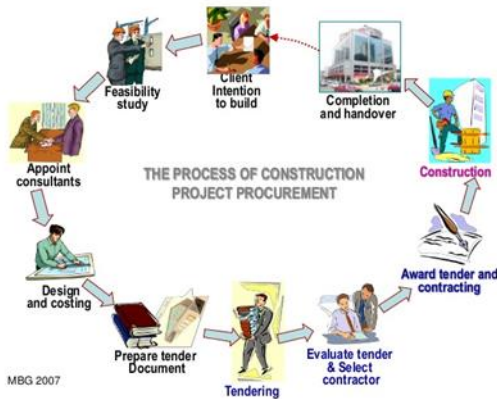 THE PROCESS OF CONSTRUCTION
PROJECT PROCUREMENT
Client
Intention
to build
Feasibility
study
Appoint
consultants
Design
and costing
Prepare tender
Document
Tendering
Evaluate tender
& Select
contractor
Award tender and
contracting
Construction
Completion
and handover
MBG 2007